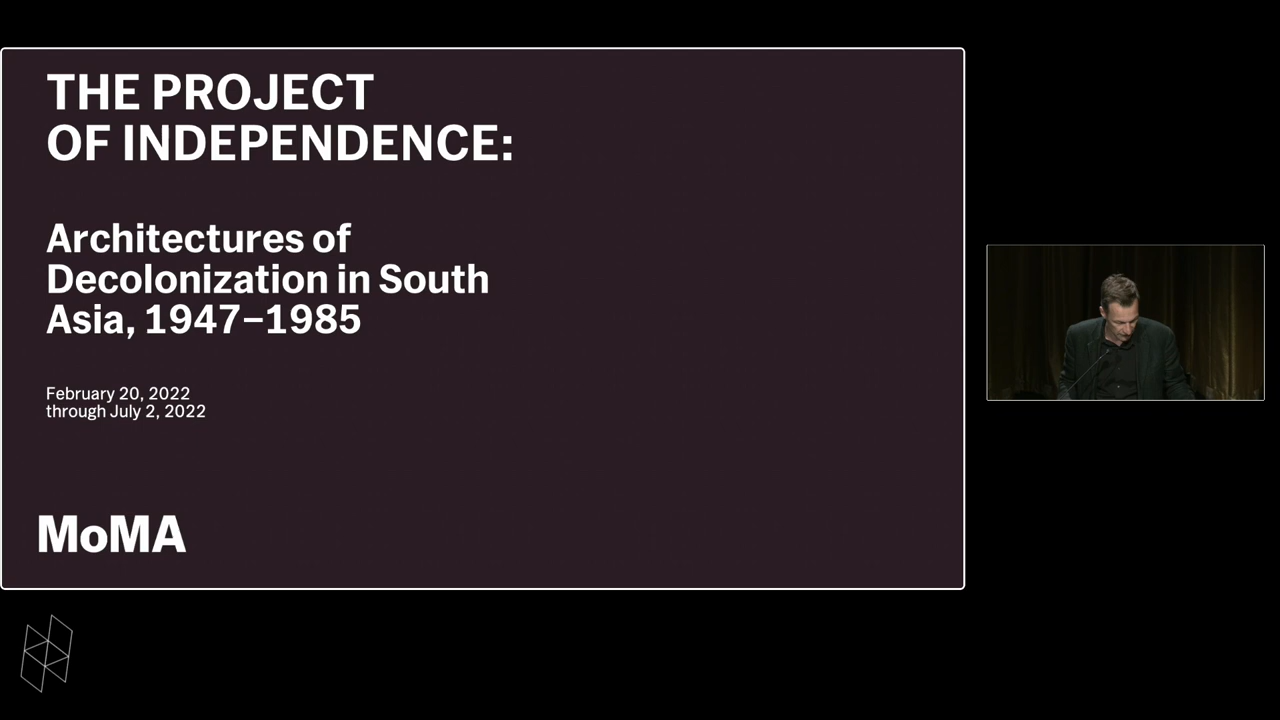 THE PROJECT
OF INDEPENDENCE:
Architectures of
Decolonization in South
Asia, 1947–1985
February 20, 2022
through July 2, 2022
MoMA